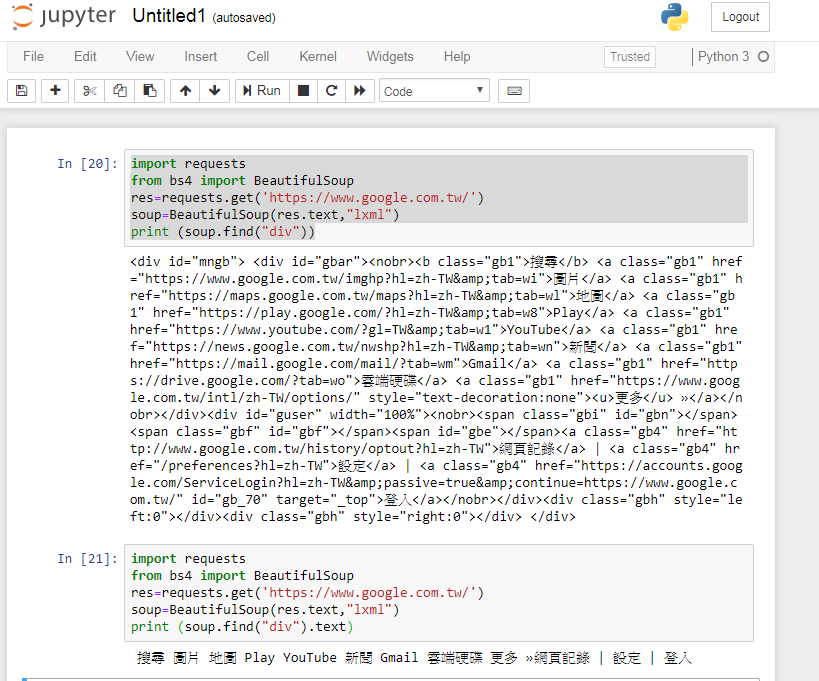 jupyter Untitled1 (autosaved) Logout
File Edit View Insert Cell Kernel Widgets Help Trusted Python 3
Run Code
In [20]:
import requests
from bs4 import BeautifulSoup
res=requests.get('https://www.google.com.tw/')
soup=BeautifulSoup(res.text,"lxml")
print (soup.find("div"))
<div id="mngb"> <div id="gbar"><nobr><b class="gb1">搜尋</b> <a class="gb1" href
="https://www.google.com.tw/imghp?hl=zh-TW&amp;tab=wi">圖片</a> <a class="gb1" h
ref="https://maps.google.com.tw/maps?hl=zh-TW&amp;tab=wl">地圖</a> <a class="gb
1" href="https://play.google.com/?hl=zh-TW&amp;tab=w8">Play</a> <a class="gb1"
href="https://www.youtube.com/?gl=TW&amp;tab=w1">YouTube</a> <a class="gb1" hre
f="https://news.google.com.tw/nwshp?hl=zh-TW&amp;tab=wn">新聞</a> <a class="gb1"
href="https://mail.google.com/mail/?tab=wm">Gmail</a> <a class="gb1" href="http
s://drive.google.com/?tab=wo">雲端硬碟</a> <a class="gb1" href="https://www.goog
le.com.tw/intl/zh-TW/options/" style="text-decoration:none"><u>更多</u> »</a></n
obr></div><div id="guser" width="100%"><nobr><span class="gbi" id="gbn"></span>
<span class="gbf" id="gbf"></span><span id="gbe"></span><a class="gb4" href="ht
tp://www.google.com.tw/history/optout?hl=zh-TW">網頁記錄</a> | <a class="gb4" hr
ef="/preferences?hl=zh-TW">設定</a> | <a class="gb4" href="https://accounts.goog
le.com/ServiceLogin?hl=zh-TW&amp;passive=true&amp;continue=https://www.google.c
om.tw/" id="gb_70" target="_top">登入</a></nobr></div><div class="gbh" style="le
ft:0"></div><div class="gbh" style="right:0"></div> </div>
In [21]:
import requests
from bs4 import BeautifulSoup
res=requests.get('https://www.google.com.tw/')
soup=BeautifulSoup(res.text,"lxml")
print (soup.find("div").text)
搜尋 圖片 地圖 Play YouTube 新聞 Gmail 雲端硬碟 更多 »網頁記錄 | 設定 | 登入